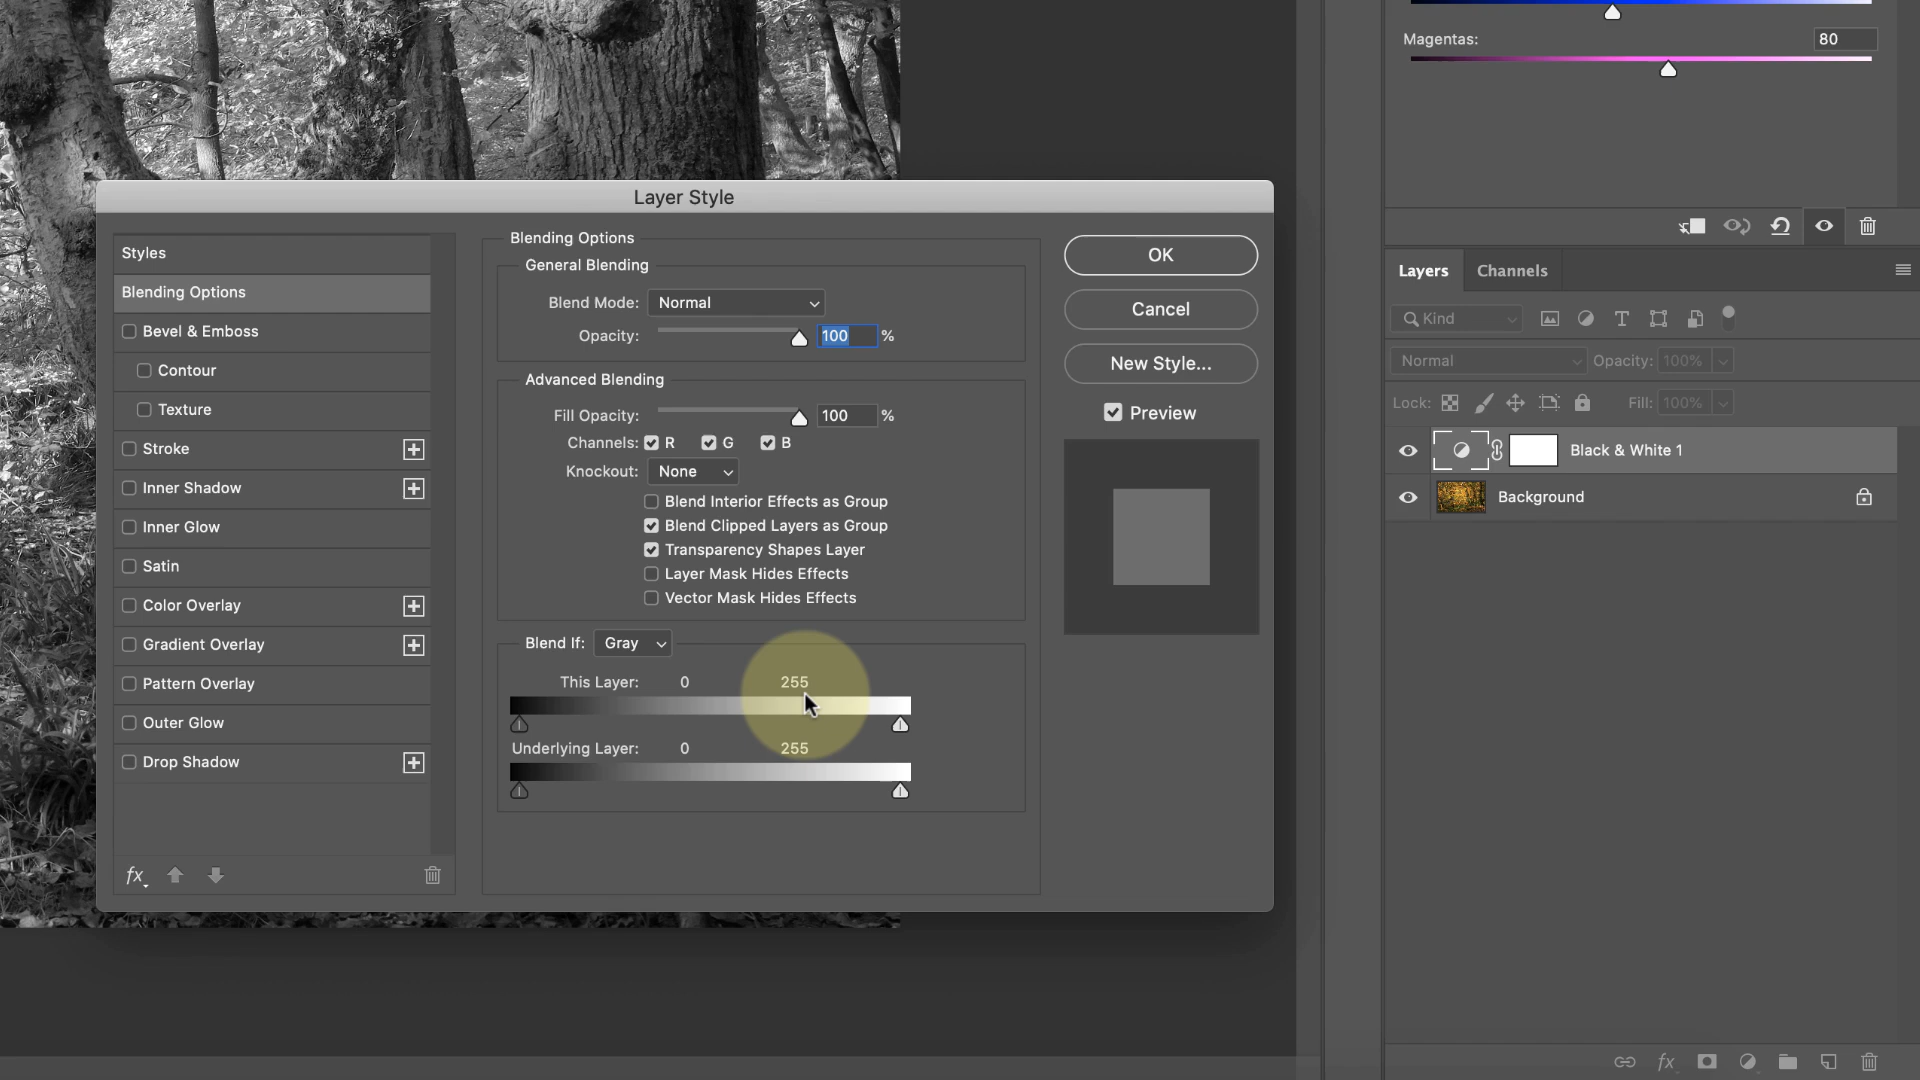 Magentas:
80
Layer Style
Styles
Blending Options
Bevel & Emboss
Contour
Texture
Stroke
Inner Shadow
Inner Glow
Satin
Color Overlay
Gradient Overlay
Pattern Overlay
Outer Glow
Drop Shadow
fx
Blending Options
General Blending
Blend Mode: Normal
Opacity: 100 %
Advanced Blending
Fill Opacity: 100 %
Channels: R G B
Knockout: None
Blend Interior Effects as Group
Blend Clipped Layers as Group
Transparency Shapes Layer
Layer Mask Hides Effects
Vector Mask Hides Effects
Blend If: Gray
This Layer: 0 255
Underlying Layer: 0 255
OK
Cancel
New Style...
Preview
Layers Channels
Kind
Normal Opacity: 100%
Lock: Fill: 100%
Black & White 1
Background
fx